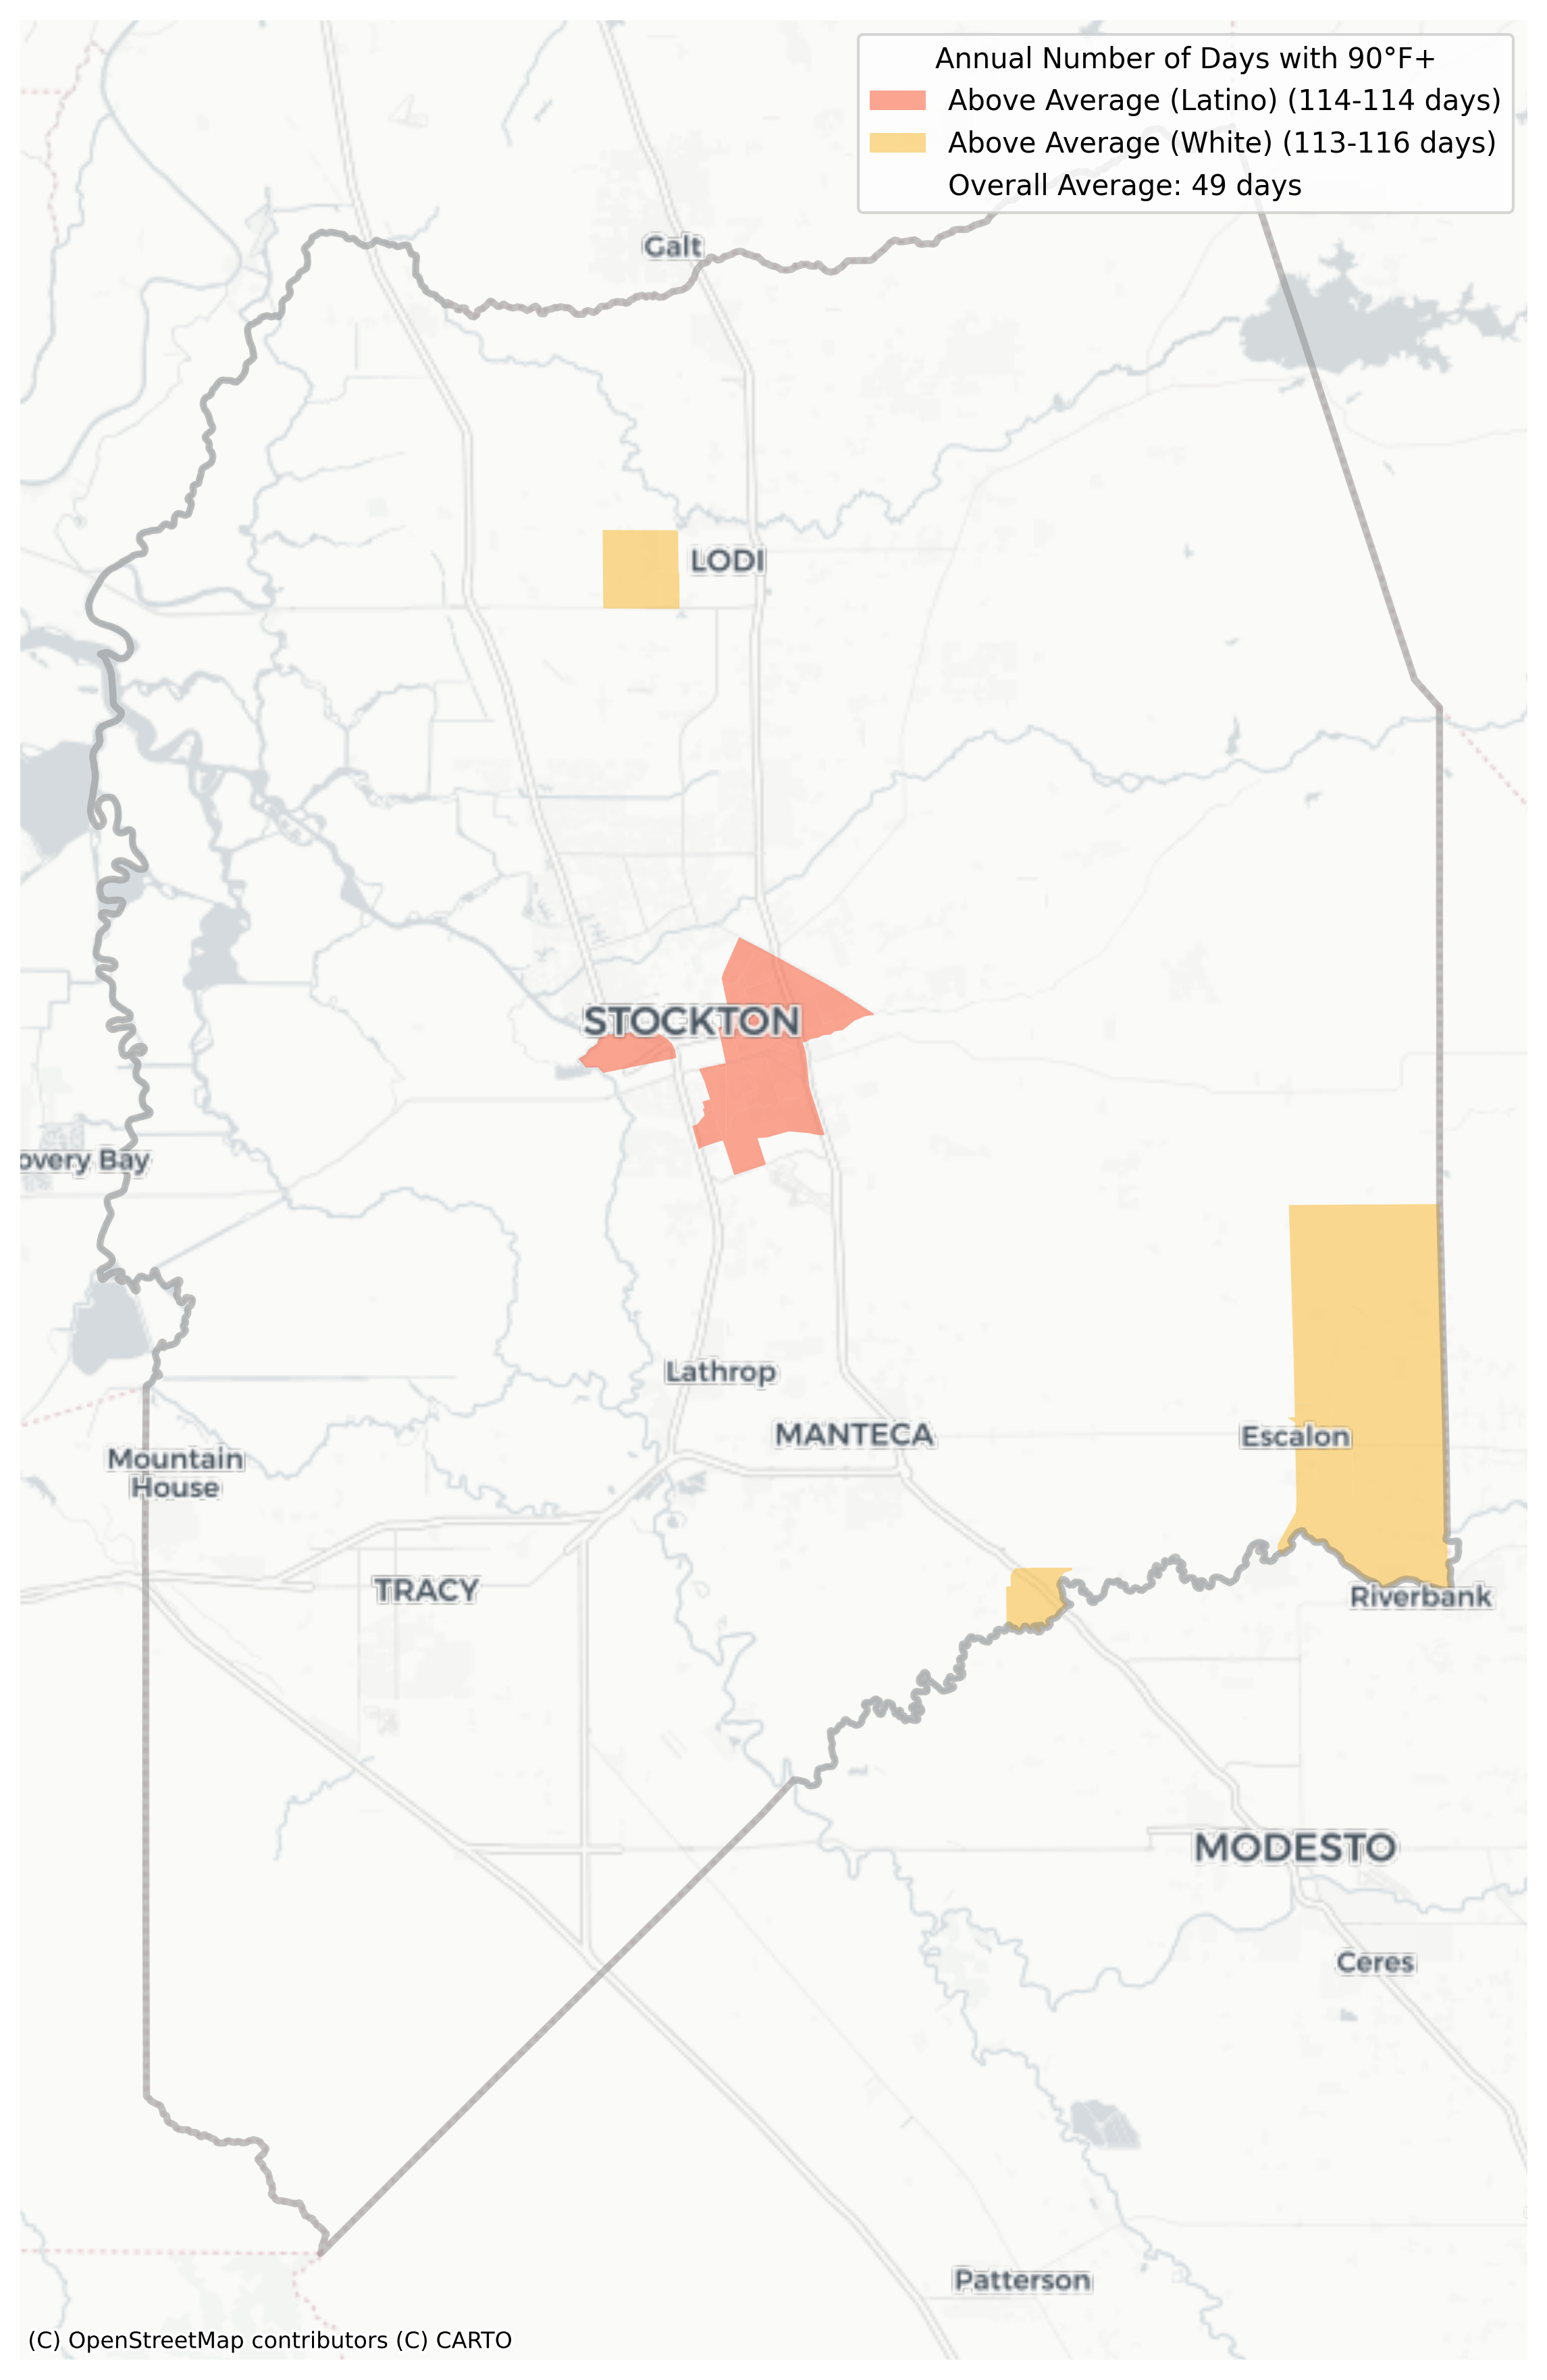 Annual Number of Days with 90°F+
Above Average (Latino) (114-114 days)
Above Average (White) (113-116 days)
Overall Average: 49 days
Galt
LODI
STOCKTON
overy Bay
Lathrop
MANTECA
Escalon
Mountain
House
TRACY
Riverbank
MODESTO
Ceres
Patterson
(C) OpenStreetMap contributors (C) CARTO